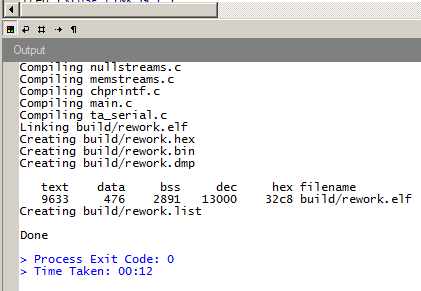 Output
Compiling nullstreams.c
Compiling memstreams.c
Compiling chprintf.c
Compiling main.c
Compiling ta_serial.c
Linking build/rework.elf
Creating build/rework.hex
Creating build/rework.bin
Creating build/rework.dmp
text data bss dec hex filename
9633 476 2891 13000 32c8 build/rework.elf
Creating build/rework.list
Done
> Process Exit Code: 0
> Time Taken: 00:12